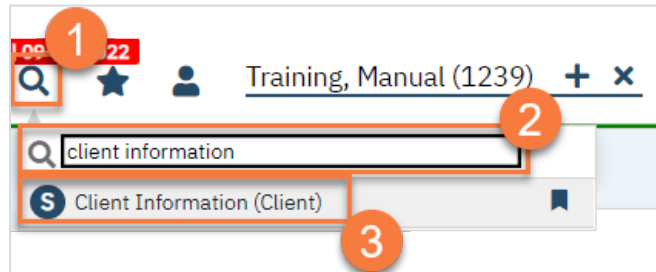 1
Training, Manual (1239)
2
client information
S Client Information (Client)
3